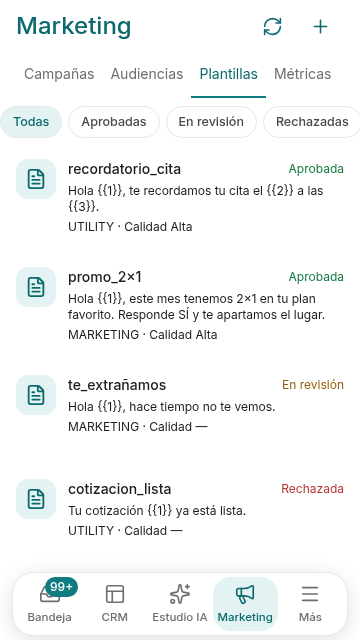 Marketing
Campañas Audiencias Plantillas Métricas
Todas Aprobadas En revisión Rechazadas
recordatorio_cita Aprobada
Hola {{1}}, te recordamos tu cita el {{2}} a las
{{3}}.
UTILITY · Calidad Alta
promo_2×1 Aprobada
Hola {{1}}, este mes tenemos 2×1 en tu plan
favorito. Responde SÍ y te apartamos el lugar.
MARKETING · Calidad Alta
te_extrañamos En revisión
Hola {{1}}, hace tiempo no te vemos.
MARKETING · Calidad —
cotizacion_lista Rechazada
Tu cotización {{1}} ya está lista.
UTILITY · Calidad —
99+
Bandeja CRM Estudio IA Marketing Más